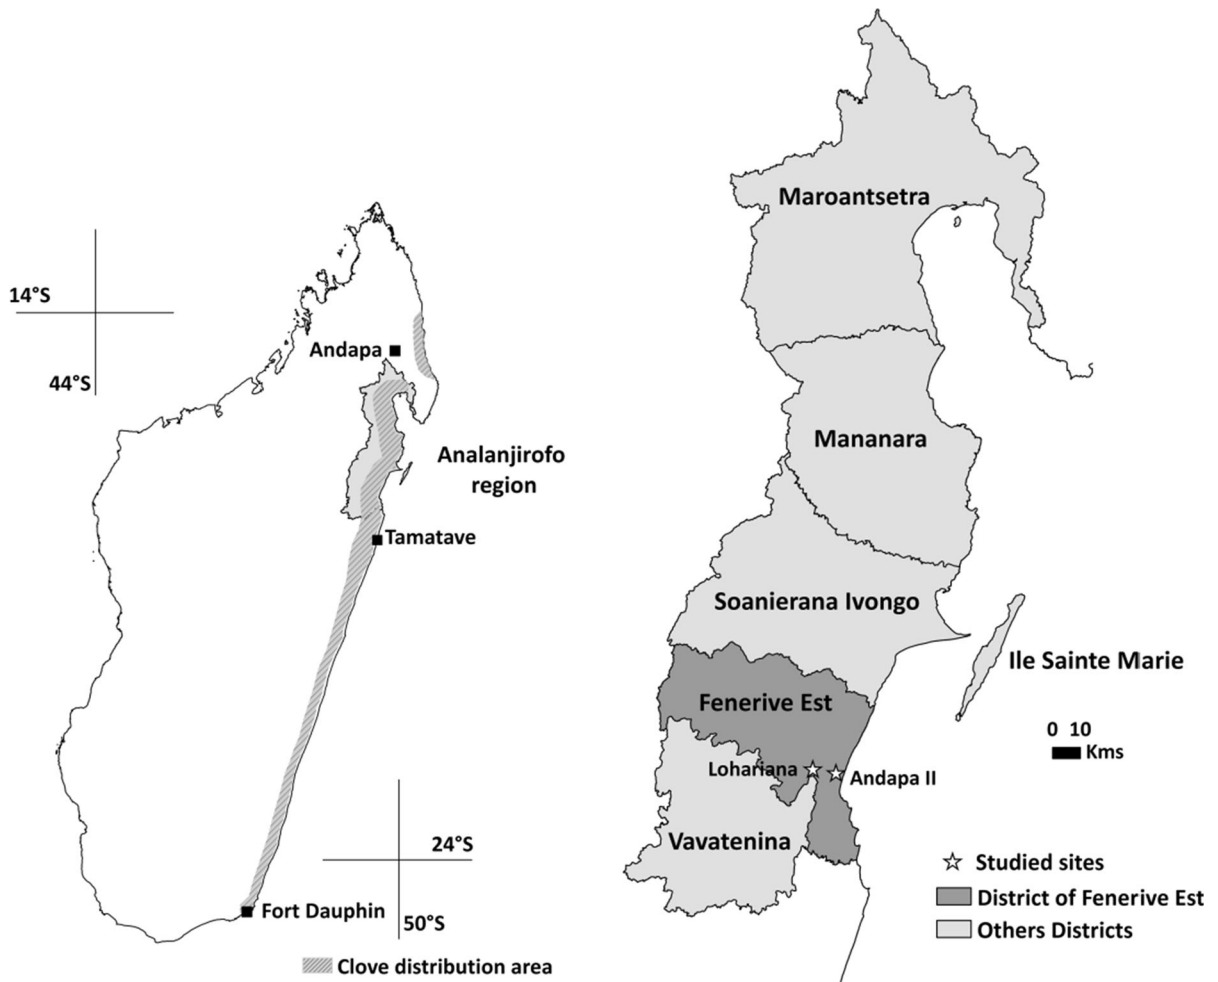 14°S
44°S
Andapa
Analanjirofo
region
Tamatave
24°S
Fort Dauphin
50°S
Clove distribution area
Maroantsetra
Mananara
Soanierana Ivongo
Ile Sainte Marie
Fenerive Est
0 10
Kms
Lohariana
Andapa II
Vavatenina
Studied sites
District of Fenerive Est
Others Districts